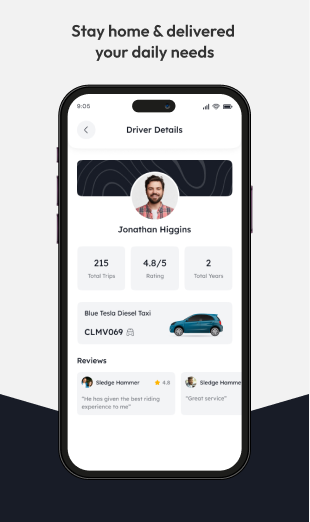 Stay home & delivered
your daily needs
9:05
Driver Details
Jonathan Higgins
215
Total Trips
4.8/5
Rating
2
Total Years
Blue Tesla Diesel Taxi
CLMV069
Reviews
Sledge Hammer 4.8
"He has given the best riding
experience to me"
Sledge Hamme
"Great service"